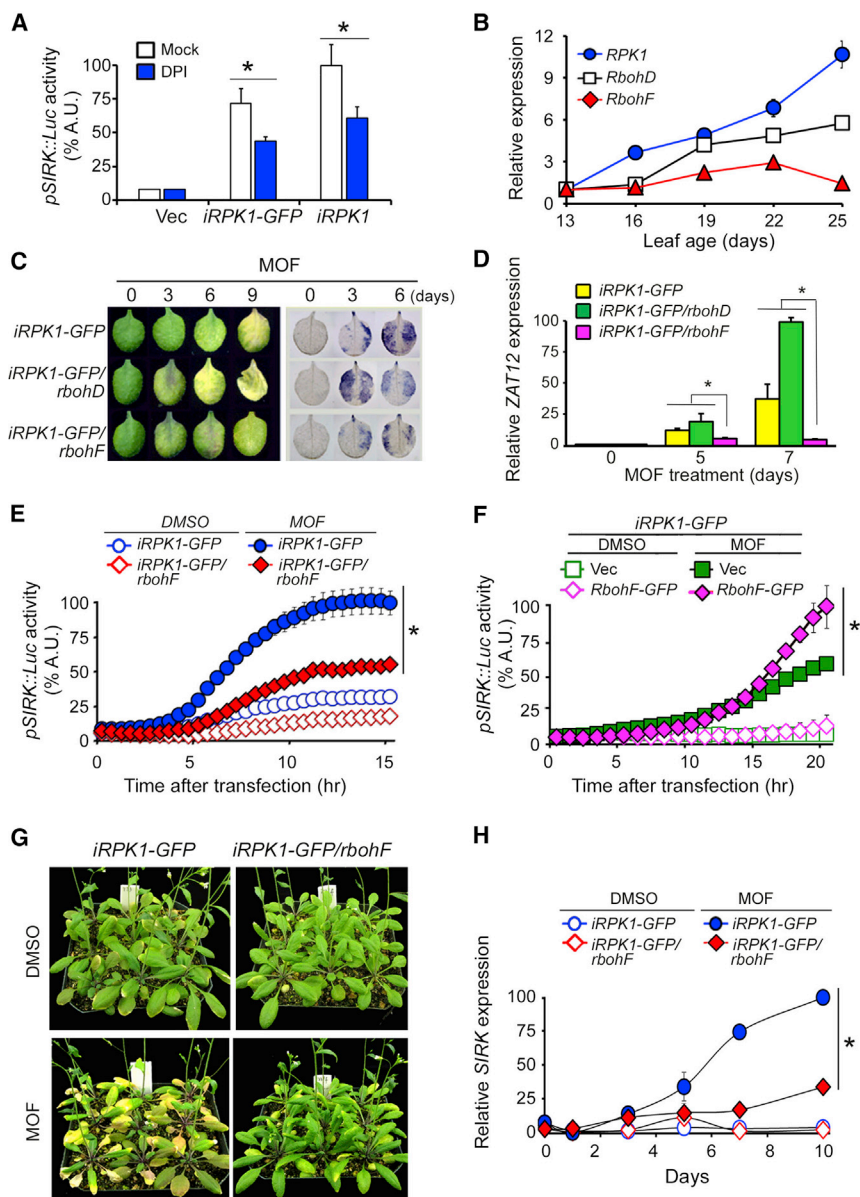 A
Mock
DPI
*
*
pSIRK::Luc activity
(% A.U.)
100
75
50
25
0
Vec
iRPK1-GFP
iRPK1
B
RPK1
RbohD
RbohF
Relative expression
12
9
6
3
0
13
16
19
22
25
Leaf age (days)
C
MOF
0 3 6 9 0 3 6 (days)
iRPK1-GFP
iRPK1-GFP/
rbohD
iRPK1-GFP/
rbohF
D
iRPK1-GFP
iRPK1-GFP/rbohD
iRPK1-GFP/rbohF
Relative ZAT12 expression
100
75
50
25
0
*
*
0
5
7
MOF treatment (days)
E
DMSO
MOF
iRPK1-GFP
iRPK1-GFP
iRPK1-GFP/
rbohF
iRPK1-GFP/
rbohF
pSIRK::Luc activity
(% A.U.)
100
75
50
25
0
*
0
5
10
15
Time after transfection (hr)
F
iRPK1-GFP
DMSO
MOF
Vec
Vec
RbohF-GFP
RbohF-GFP
pSIRK::Luc activity
(% A.U.)
100
75
50
25
0
*
0
5
10
15
20
Time after transfection (hr)
G
iRPK1-GFP
iRPK1-GFP/rbohF
DMSO
MOF
H
DMSO
MOF
iRPK1-GFP
iRPK1-GFP
iRPK1-GFP/
rbohF
iRPK1-GFP/
rbohF
Relative SIRK expression
100
75
50
25
0
*
0
2
4
6
8
10
Days